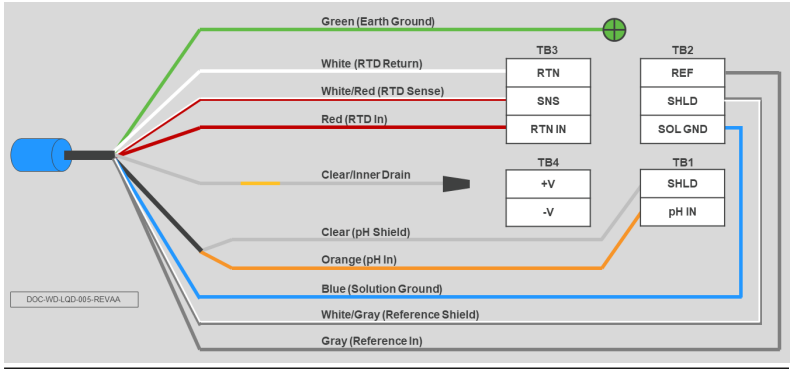 Green (Earth Ground)
White (RTD Return)
White/Red (RTD Sense)
Red (RTD In)
Clear/Inner Drain
Clear (pH Shield)
Orange (pH In)
Blue (Solution Ground)
White/Gray (Reference Shield)
Gray (Reference In)
TB3
RTN
SNS
RTN IN
TB2
REF
SHLD
SOL GND
TB4
+V
-V
TB1
SHLD
pH IN
DOC-WD-LQD-005-REVAA